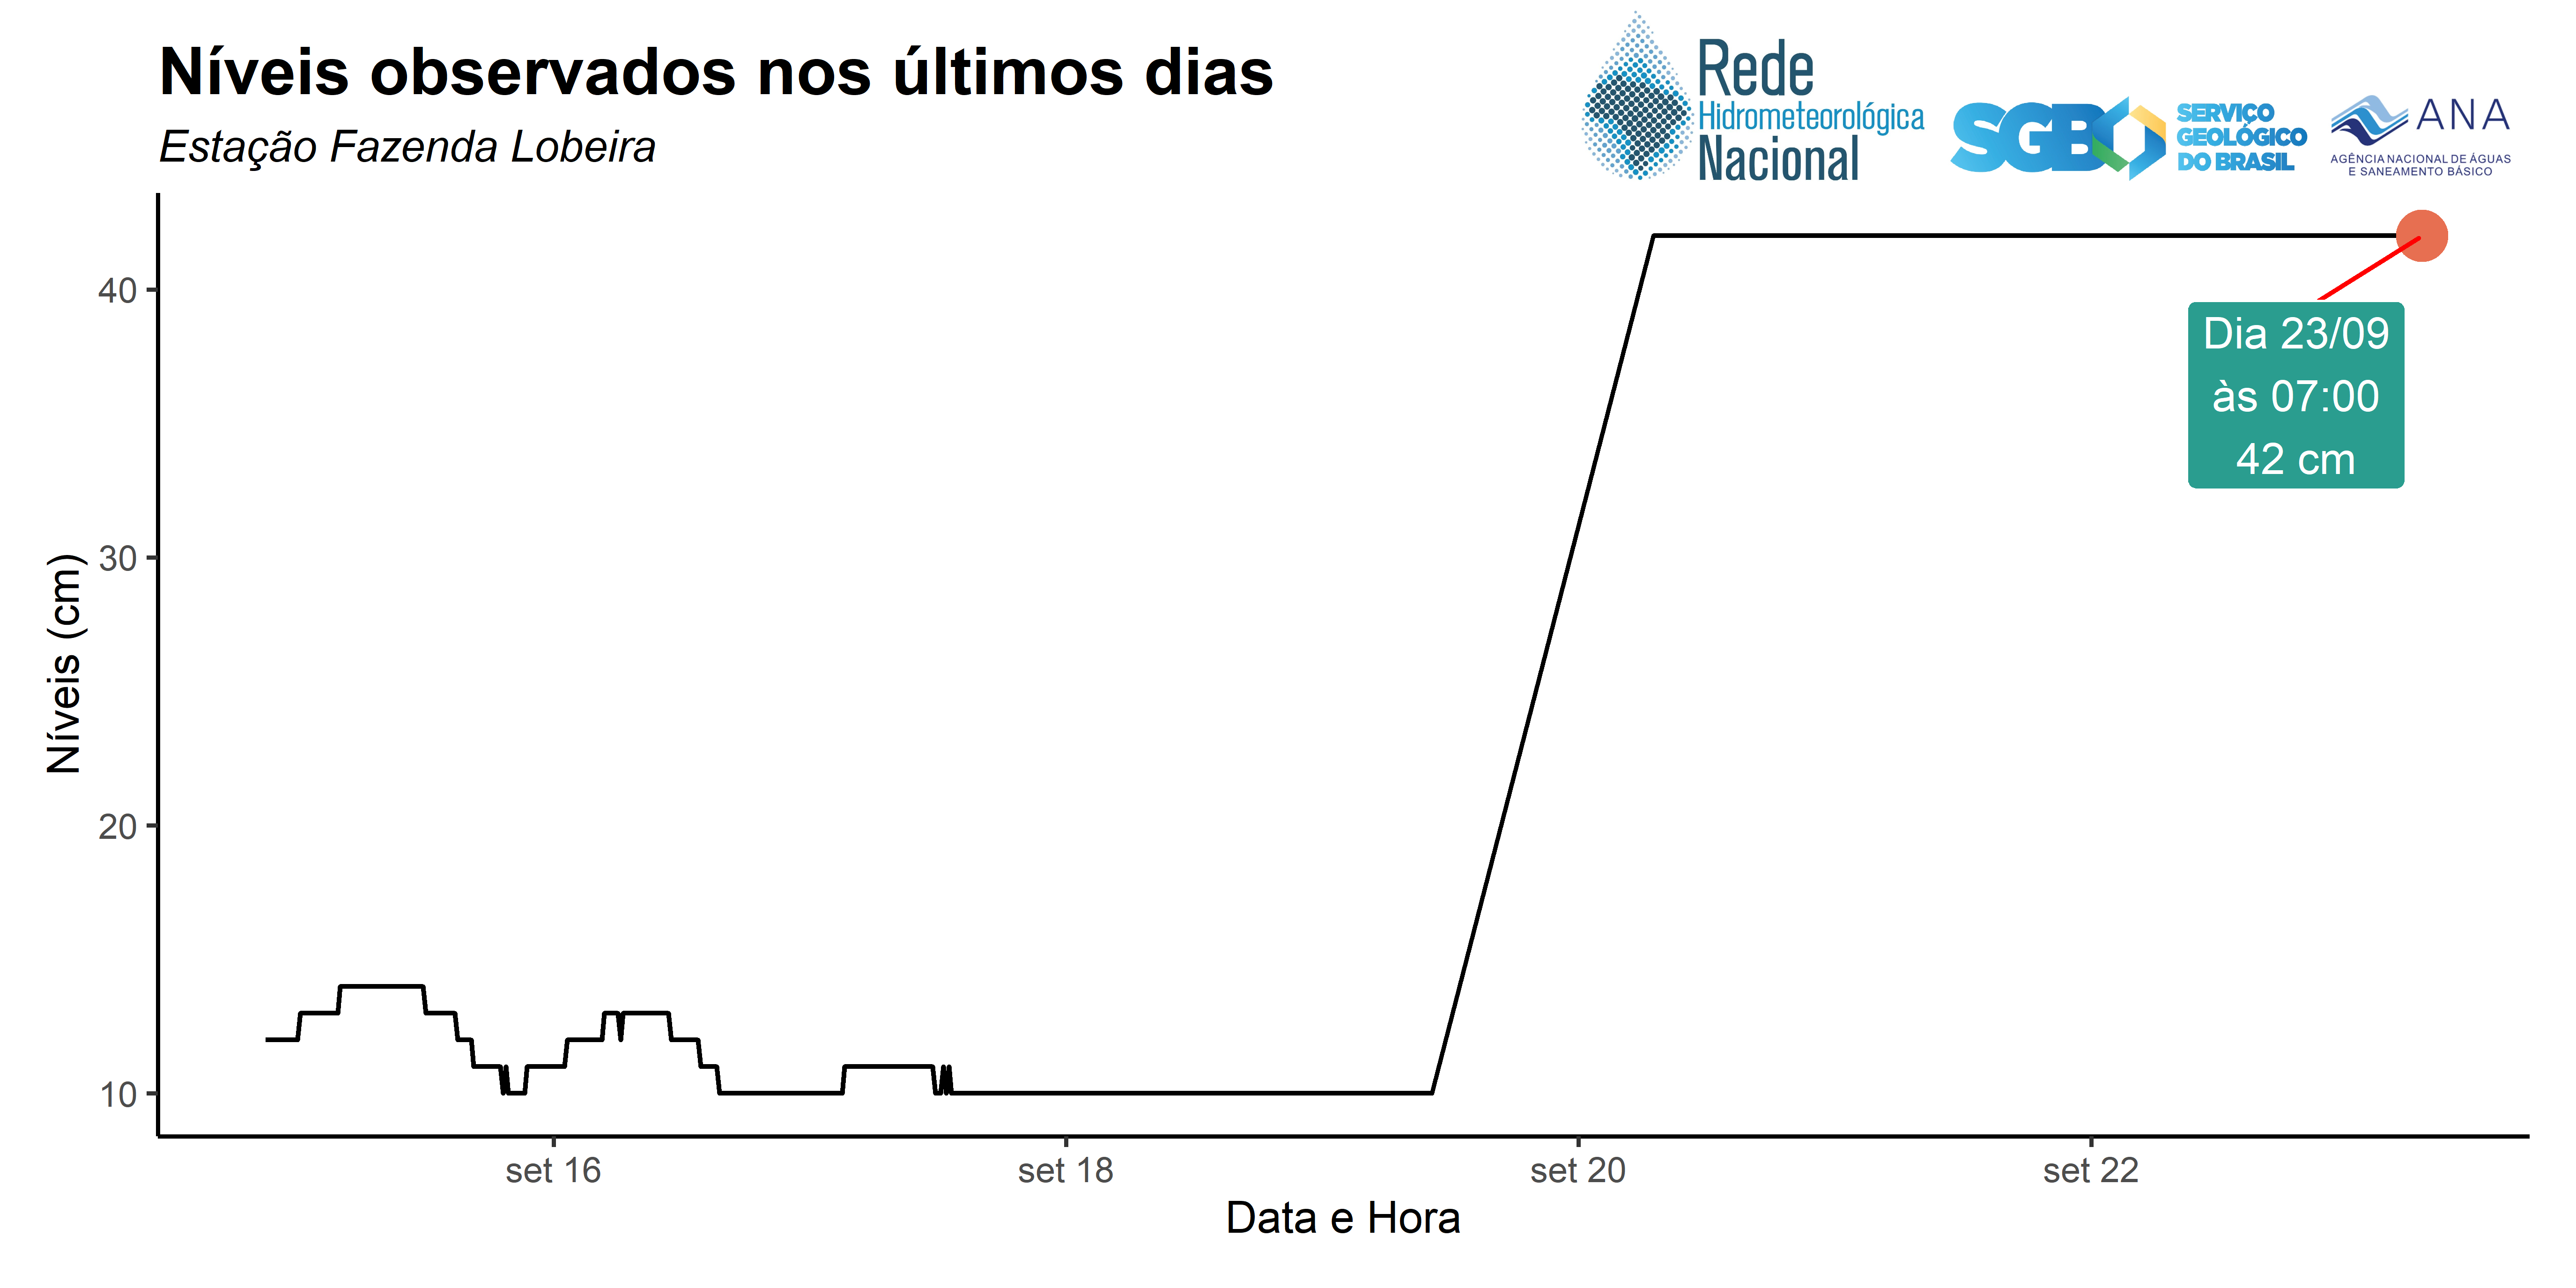 Níveis observados nos últimos dias
Estação Fazenda Lobeira
Rede
Hidrometeorológica
Nacional
SGB
SERVIÇO
GEOLÓGICO
DO BRASIL
ANA
AGÊNCIA NACIONAL DE ÁGUAS
E SANEAMENTO BÁSICO
40
30
20
10
Níveis (cm)
Dia 23/09
às 07:00
42 cm
set 16
set 18
set 20
set 22
Data e Hora